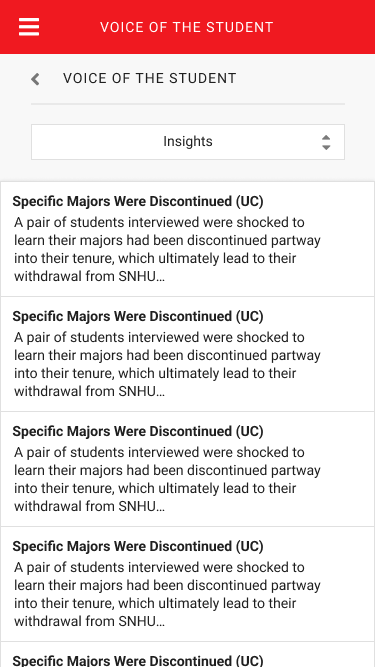 VOICE OF THE STUDENT
VOICE OF THE STUDENT
Insights
Specific Majors Were Discontinued (UC)
A pair of students interviewed were shocked to
learn their majors had been discontinued partway
into their tenure, which ultimately lead to their
withdrawal from SNHU...
Specific Majors Were Discontinued (UC)
A pair of students interviewed were shocked to
learn their majors had been discontinued partway
into their tenure, which ultimately lead to their
withdrawal from SNHU...
Specific Majors Were Discontinued (UC)
A pair of students interviewed were shocked to
learn their majors had been discontinued partway
into their tenure, which ultimately lead to their
withdrawal from SNHU...
Specific Majors Were Discontinued (UC)
A pair of students interviewed were shocked to
learn their majors had been discontinued partway
into their tenure, which ultimately lead to their
withdrawal from SNHU...
Specific Majors Were Discontinued (UC)